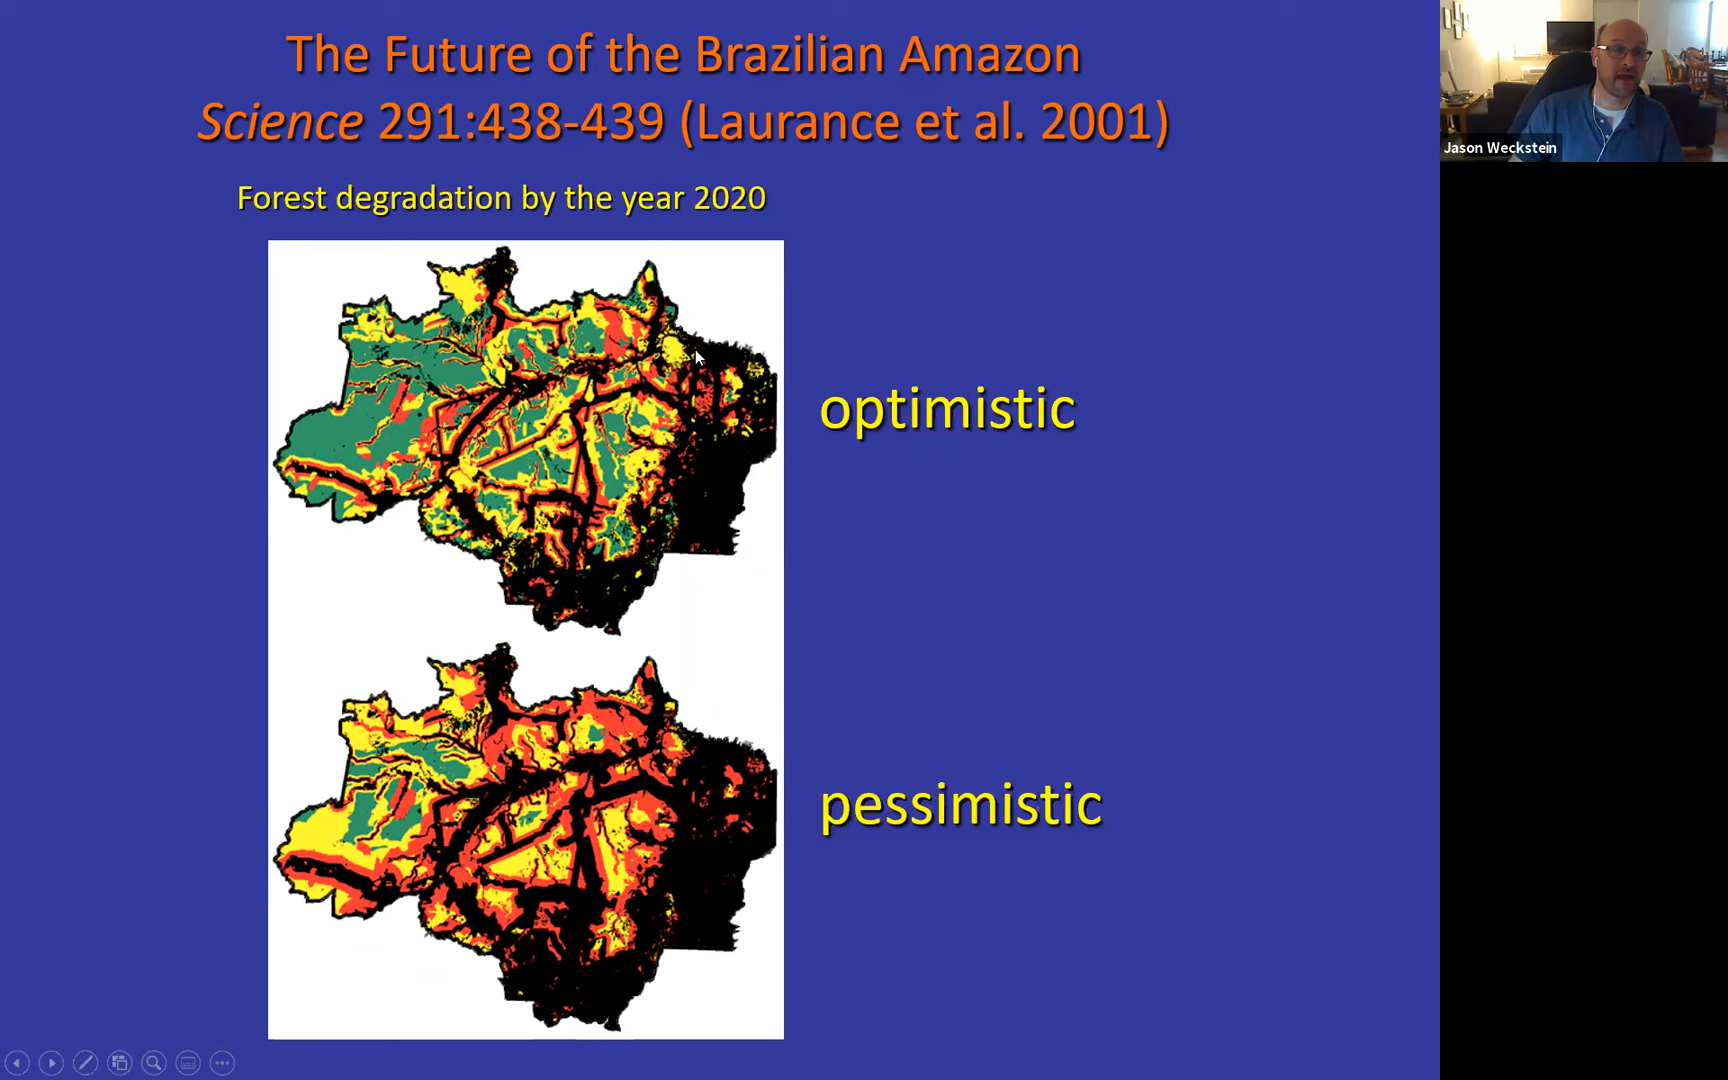 The Future of the Brazilian Amazon
Science 291:438-439 (Laurance et al. 2001)
Forest degradation by the year 2020
optimistic
pessimistic
Jason Weckstein